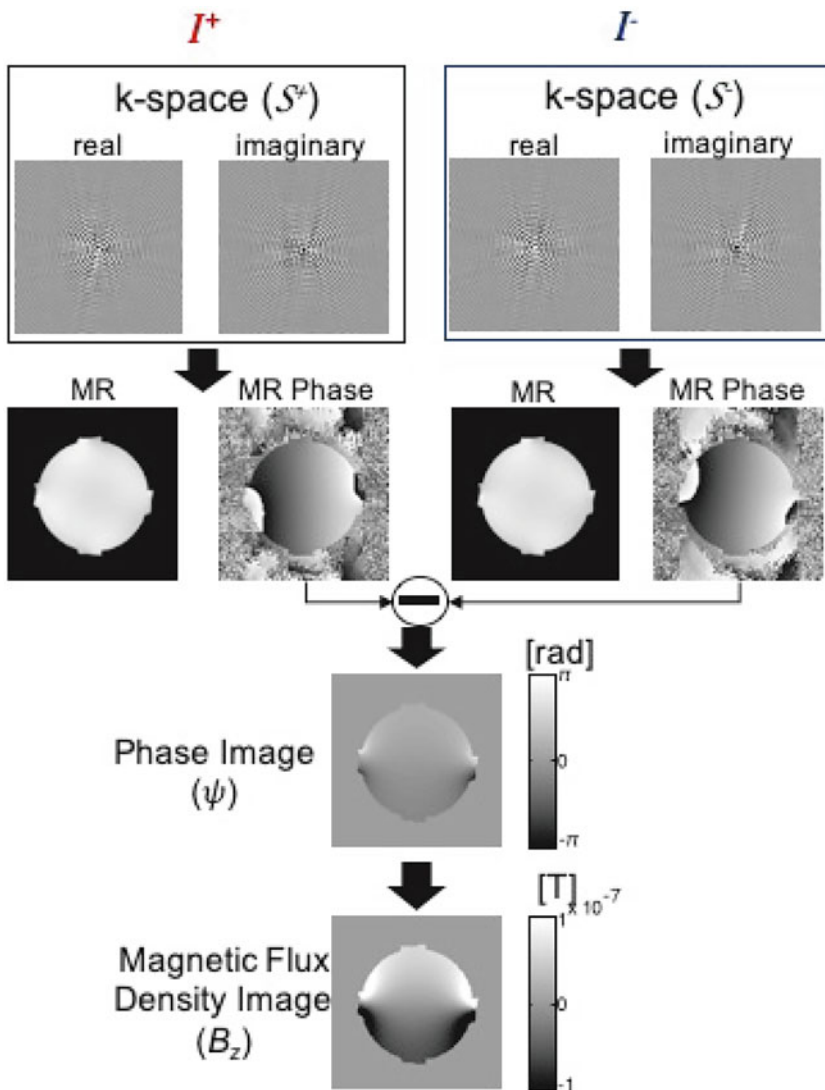 I⁺ I⁻
k-space (S⁺) k-space (S⁻)
real imaginary real imaginary
MR MR Phase MR MR Phase
[rad]
π
Phase Image
(ψ)
0
-π
[T]
1 × 10⁻⁷
Magnetic Flux
Density Image
(B_z)
0
-1